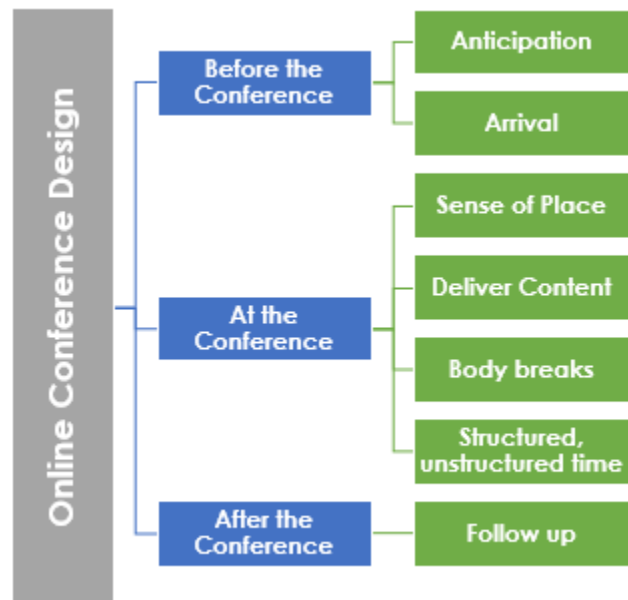 Online Conference Design
Before the
Conference
Anticipation
Arrival
At the
Conference
Sense of Place
Deliver Content
Body breaks
Structured,
unstructured time
After the
Conference
Follow up